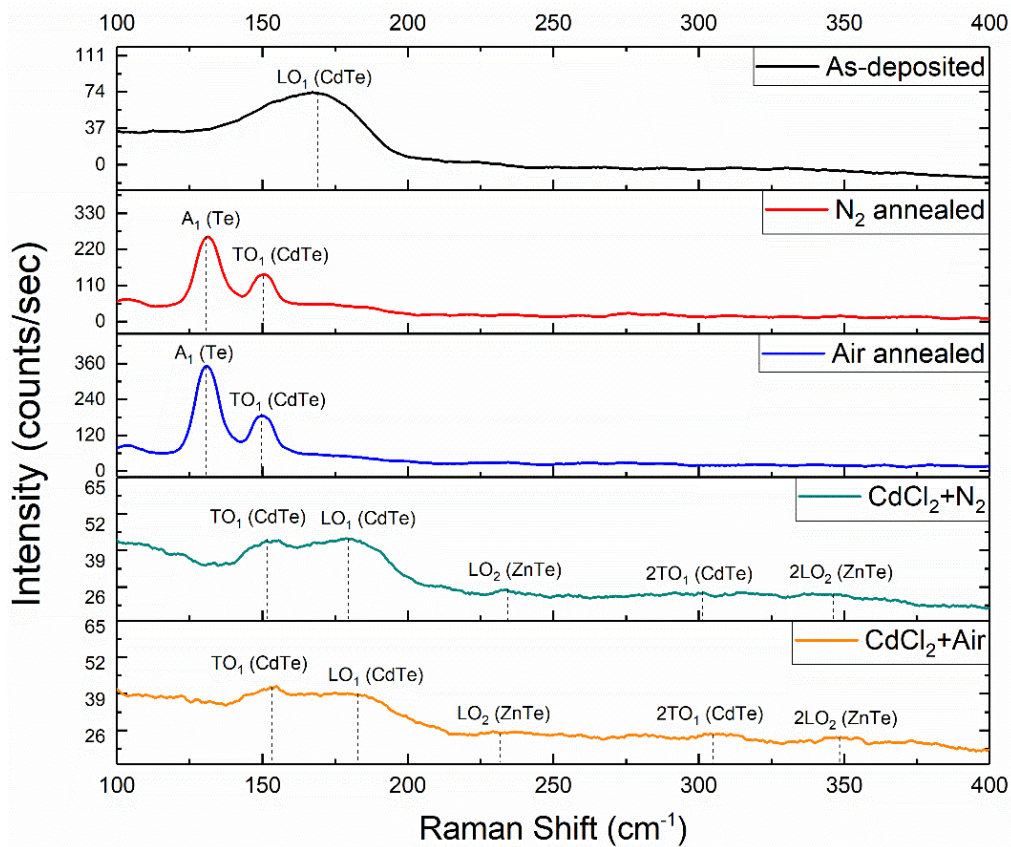 100 150 200 250 300 350 400
111
74
37
0
LO₁ (CdTe)
As-deposited
330
220
110
0
A₁ (Te)
TO₁ (CdTe)
N₂ annealed
360
240
120
0
A₁ (Te)
TO₁ (CdTe)
Air annealed
65
52
39
26
TO₁ (CdTe)
LO₁ (CdTe)
LO₂ (ZnTe)
2TO₁ (CdTe)
2LO₂ (ZnTe)
CdCl₂+N₂
65
52
39
26
TO₁ (CdTe)
LO₁ (CdTe)
LO₂ (ZnTe)
2TO₁ (CdTe)
2LO₂ (ZnTe)
CdCl₂+Air
100 150 200 250 300 350 400
Intensity (counts/sec)
Raman Shift (cm⁻¹)